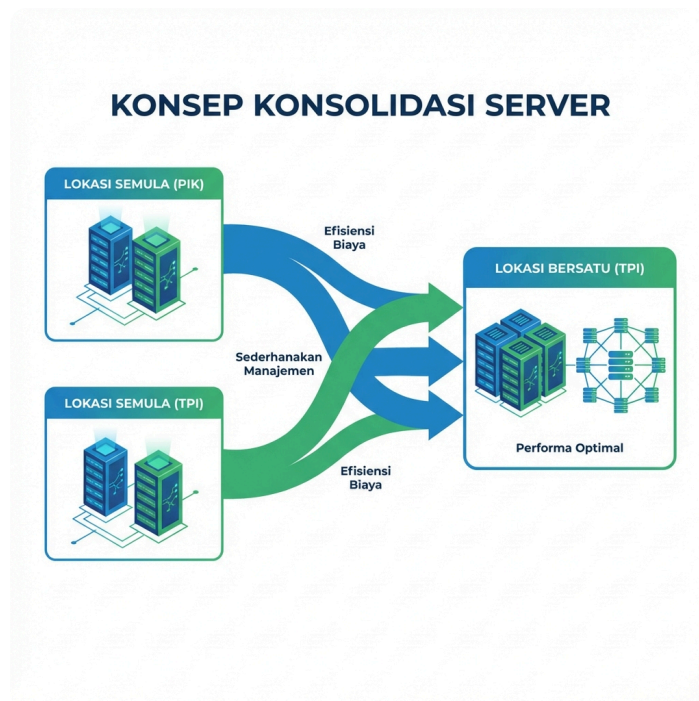 KONSEP KONSOLIDASI SERVER
LOKASI SEMULA (PIK)
Efisiensi
Biaya
LOKASI BERSATU (TPI)
Sederhanakan
Manajemen
LOKASI SEMULA (TPI)
Performa Optimal
Efisiensi
Biaya